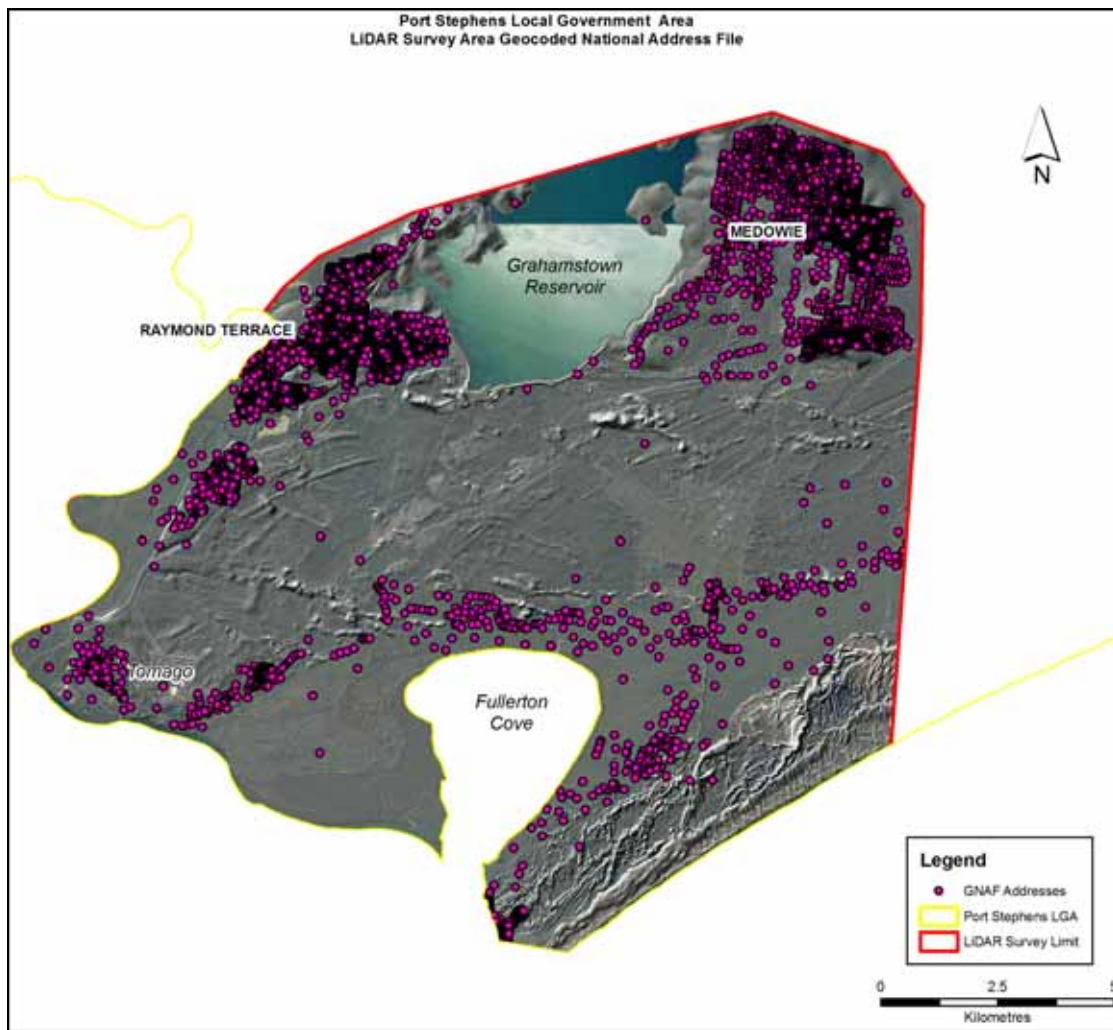 Port Stephens Local Government Area
LiDAR Survey Area Geocoded National Address File
N
MEDOWIE
Grahamstown
Reservoir
RAYMOND TERRACE
Tomago
Fullerton
Cove
Legend
GNAF Addresses
Port Stephens LGA
LiDAR Survey Limit
0 2.5 5
Kilometres